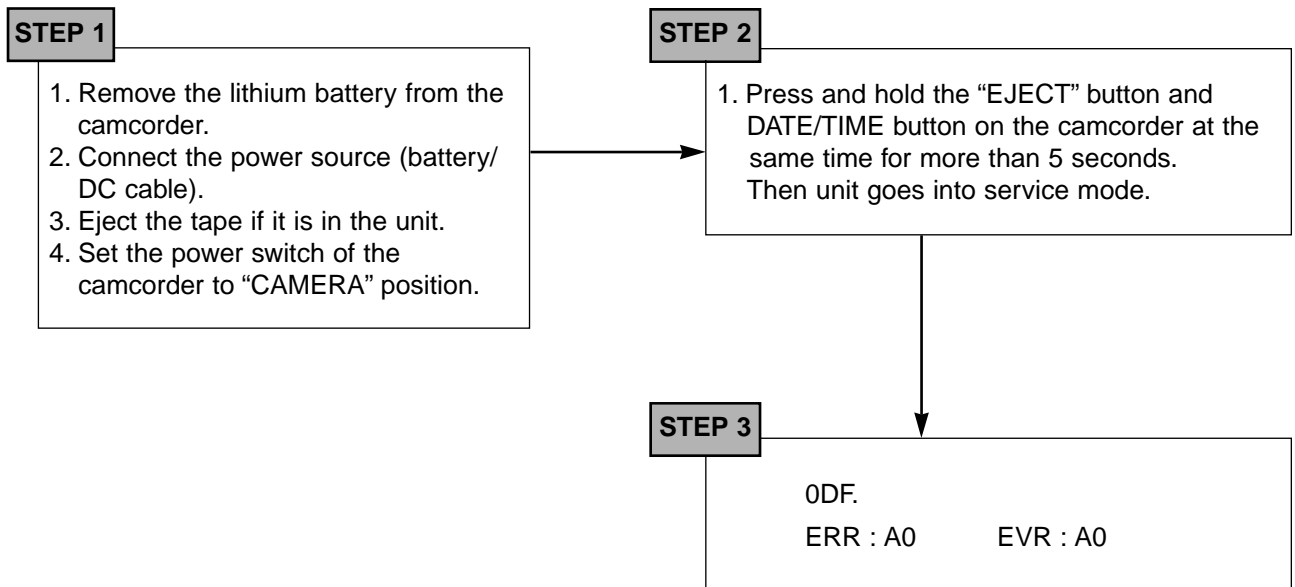 STEP 1
1. Remove the lithium battery from the
camcorder.
2. Connect the power source (battery/
DC cable).
3. Eject the tape if it is in the unit.
4. Set the power switch of the
camcorder to “CAMERA” position.
STEP 2
1. Press and hold the “EJECT” button and
DATE/TIME button on the camcorder at the
same time for more than 5 seconds.
Then unit goes into service mode.
STEP 3
0DF.
ERR : A0 EVR : A0